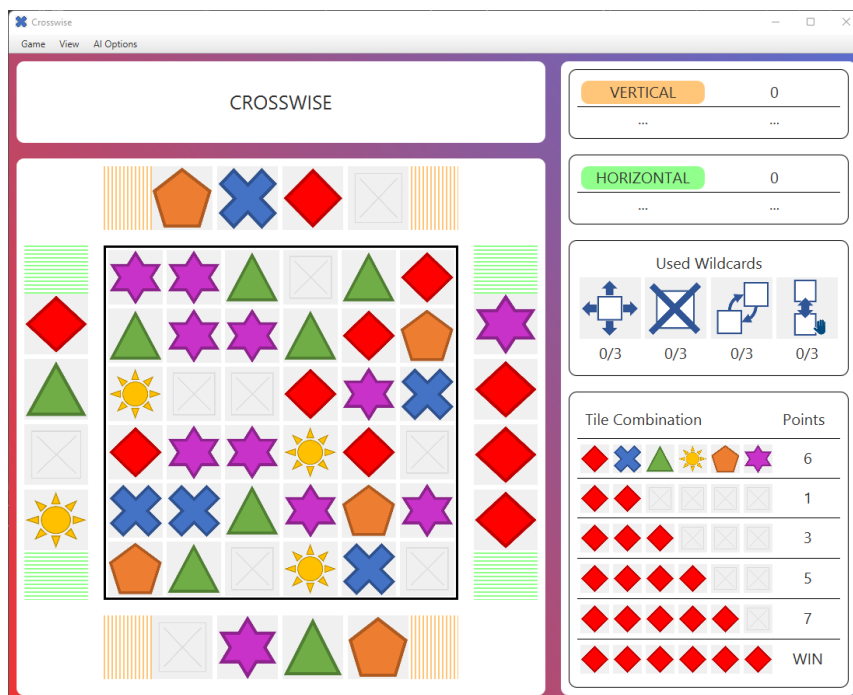 Crosswise
Game View AI Options
CROSSWISE
VERTICAL 0
... ...
HORIZONTAL 0
... ...
Used Wildcards
0/3 0/3 0/3 0/3
Tile Combination Points
6
1
3
5
7
WIN